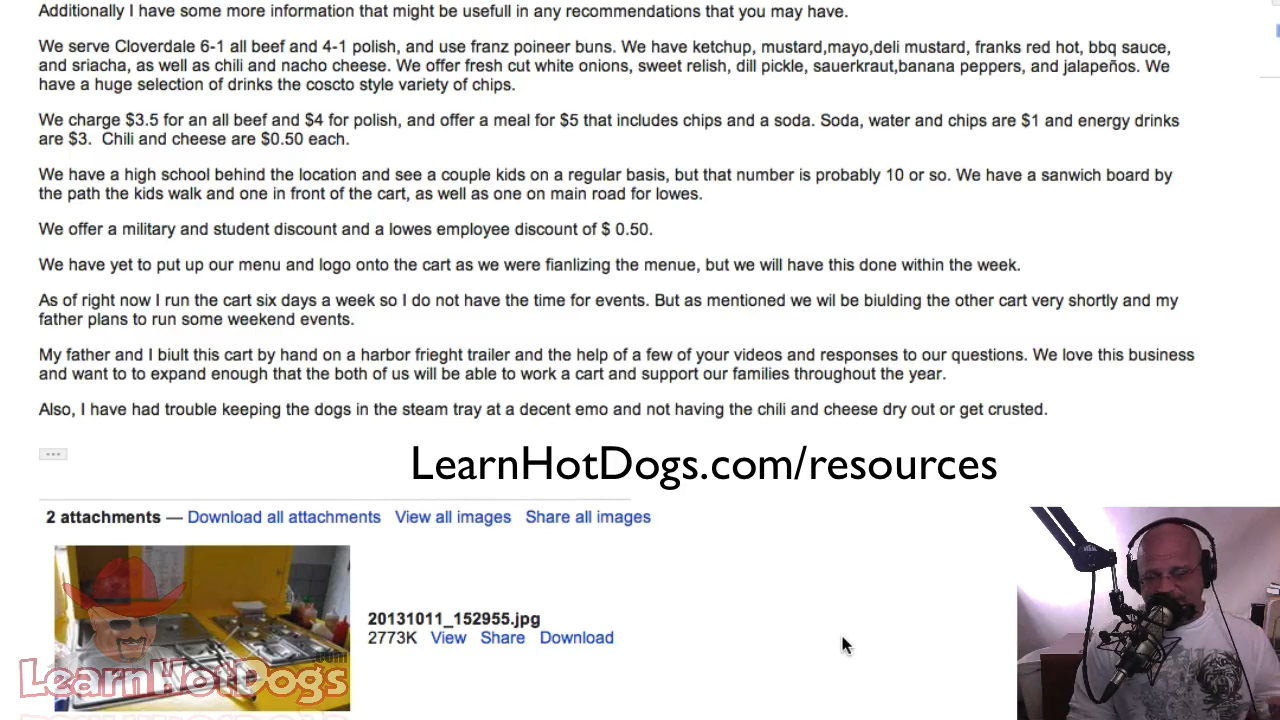 Additionally I have some more information that might be usefull in any recommendations that you may have.
We serve Cloverdale 6-1 all beef and 4-1 polish, and use franz poineer buns. We have ketchup, mustard,mayo,deli mustard, franks red hot, bbq sauce,
and sriacha, as well as chili and nacho cheese. We offer fresh cut white onions, sweet relish, dill pickle, sauerkraut,banana peppers, and jalapeños. We
have a huge selection of drinks the coscto style variety of chips.
We charge $3.5 for an all beef and $4 for polish, and offer a meal for $5 that includes chips and a soda. Soda, water and chips are $1 and energy drinks
are $3.  Chili and cheese are $0.50 each.
We have a high school behind the location and see a couple kids on a regular basis, but that number is probably 10 or so. We have a sanwich board by
the path the kids walk and one in front of the cart, as well as one on main road for lowes.
We offer a military and student discount and a lowes employee discount of $ 0.50.
We have yet to put up our menu and logo onto the cart as we were fianlizing the menue, but we will have this done within the week.
As of right now I run the cart six days a week so I do not have the time for events. But as mentioned we wil be biulding the other cart very shortly and my
father plans to run some weekend events.
My father and I biult this cart by hand on a harbor frieght trailer and the help of a few of your videos and responses to our questions. We love this business
and want to to expand enough that the both of us will be able to work a cart and support our families throughout the year.
Also, I have had trouble keeping the dogs in the steam tray at a decent emo and not having the chili and cheese dry out or get crusted.
LearnHotDogs.com/resources
2 attachments — Download all attachments View all images Share all images
20131011_152955.jpg
2773K View Share Download
.com
LearnHotDogs